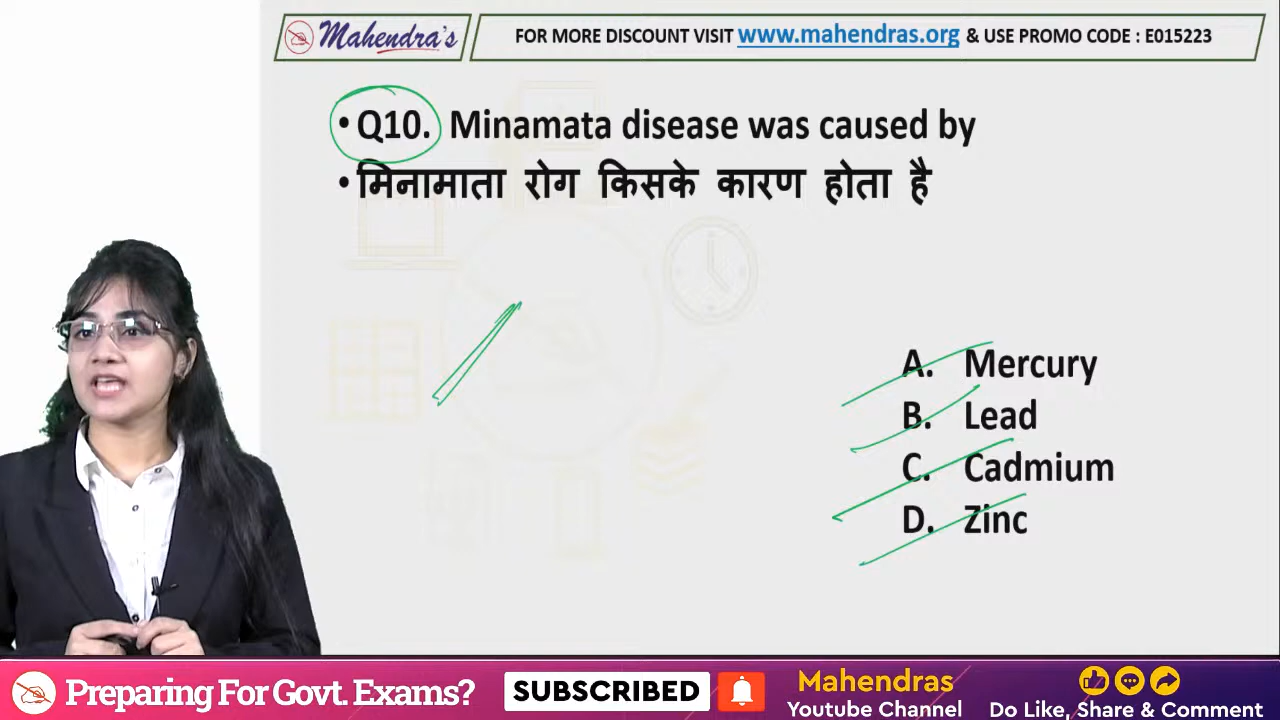 Mahendra's
FOR MORE DISCOUNT VISIT www.mahendras.org & USE PROMO CODE : E015223
• Q10. Minamata disease was caused by
• मिनामाता रोग किसके कारण होता है
A. Mercury
B. Lead
C. Cadmium
D. Zinc
Preparing For Govt. Exams?
SUBSCRIBED
Mahendras
Youtube Channel
Do Like, Share & Comment